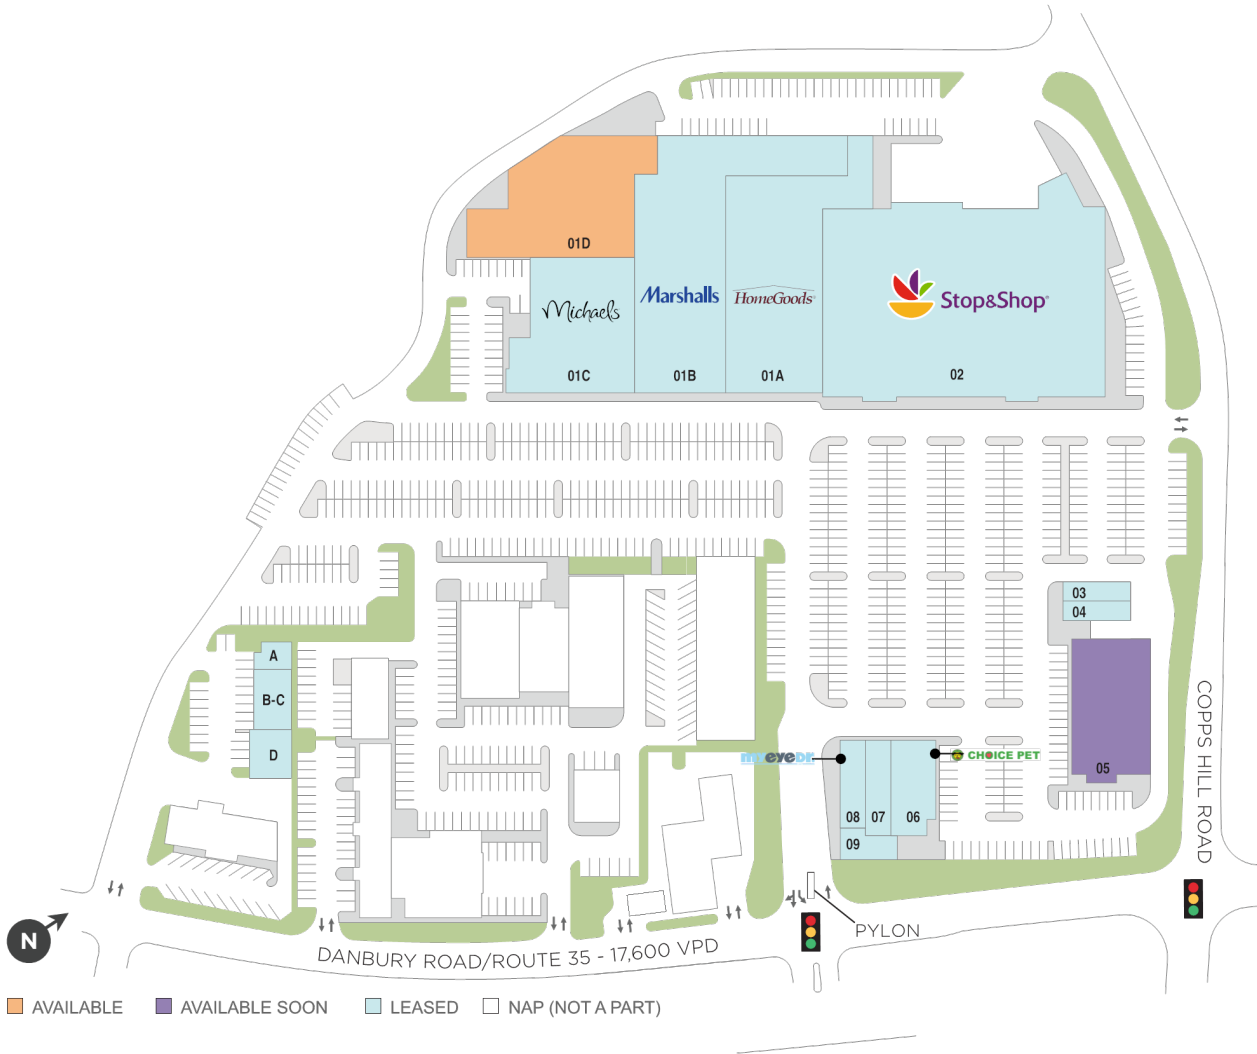 01D
Michaels
Marshalls
HomeGoods
Stop&Shop
01C
01B
01A
02
03
04
A
B-C
D
COPPS HILL ROAD
myeyeDr
CHOICE PET
05
08
07
06
09
PYLON
N
DANBURY ROAD/ROUTE 35 - 17,600 VPD
AVAILABLE
AVAILABLE SOON
LEASED
NAP (NOT A PART)